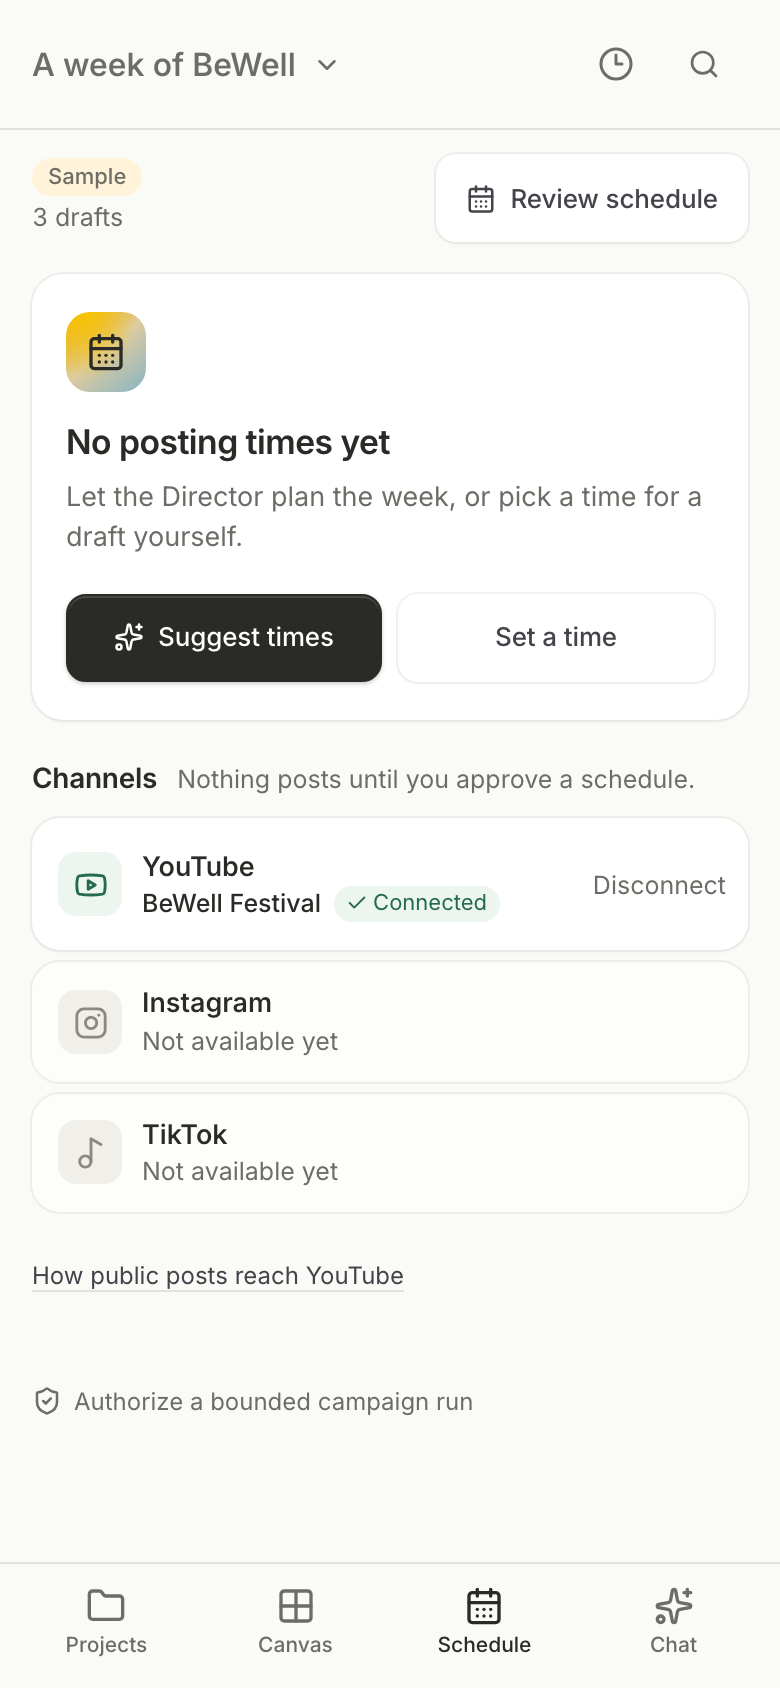 A week of BeWell
Sample
3 drafts
Review schedule
No posting times yet
Let the Director plan the week, or pick a time for a
draft yourself.
Suggest times
Set a time
Channels Nothing posts until you approve a schedule.
YouTube
BeWell Festival Connected
Disconnect
Instagram
Not available yet
TikTok
Not available yet
How public posts reach YouTube
Authorize a bounded campaign run
Projects Canvas Schedule Chat